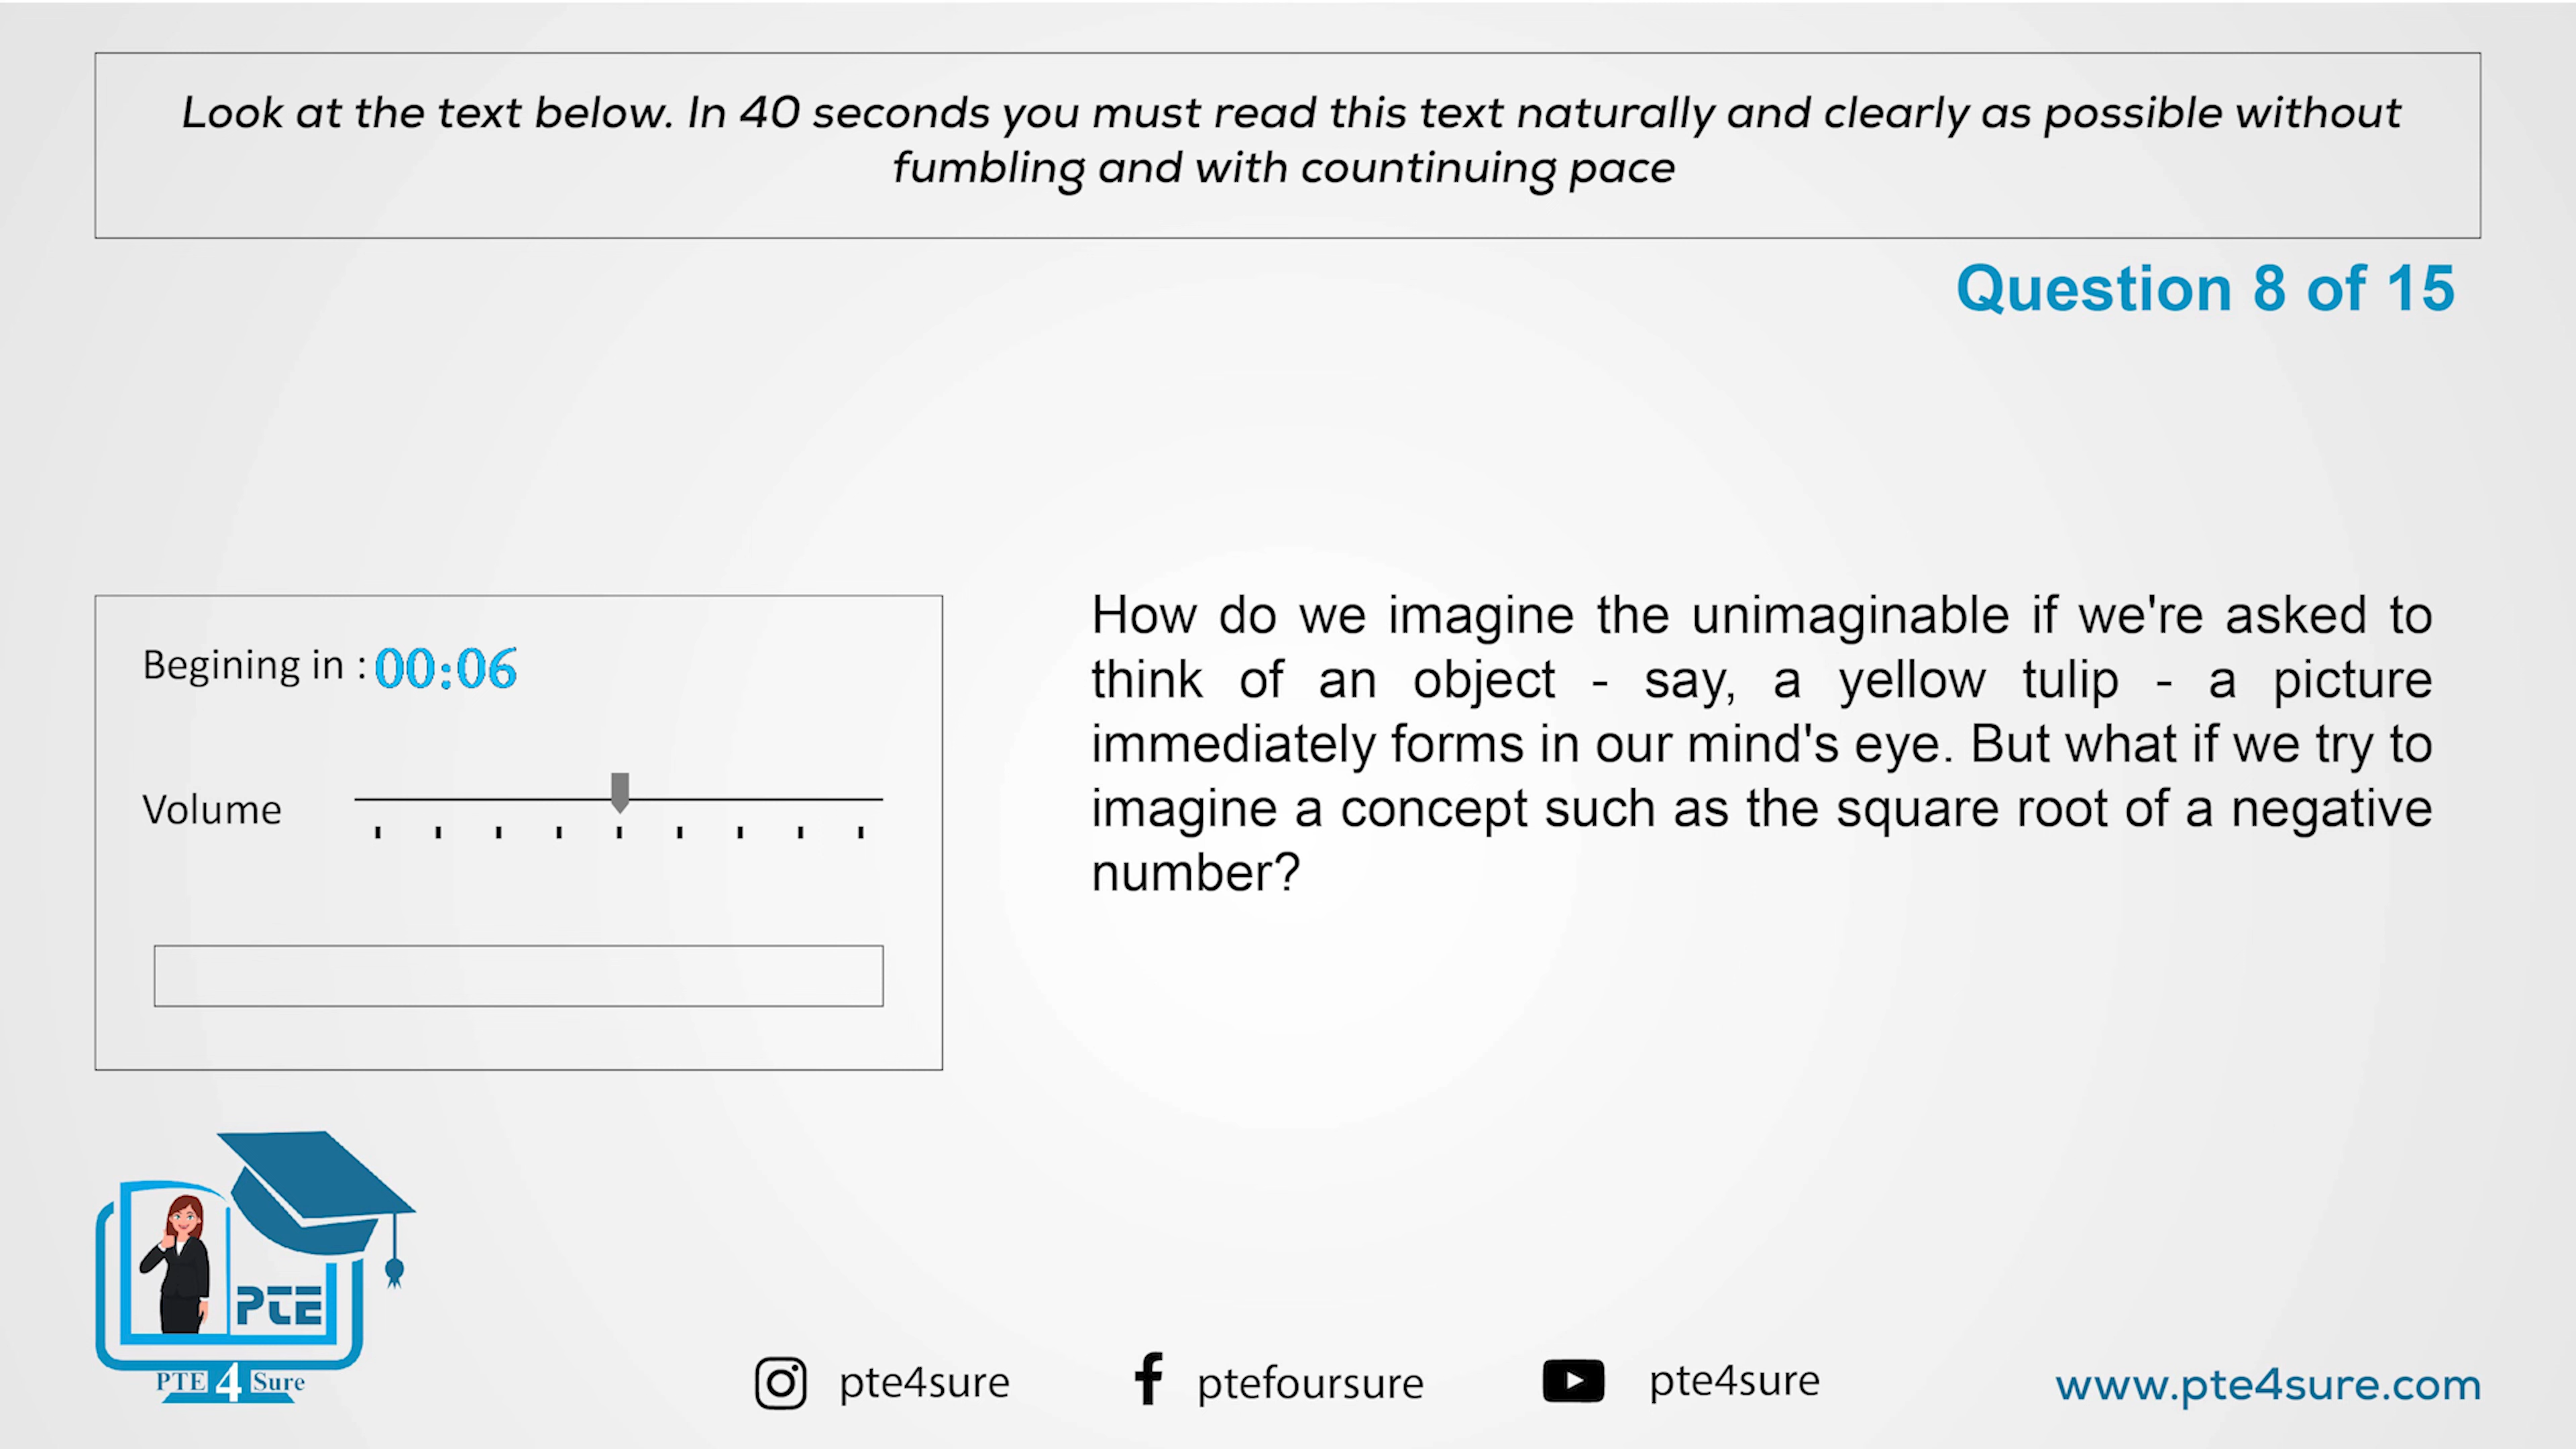 Look at the text below. In 40 seconds you must read this text naturally and clearly as possible without
fumbling and with countinuing pace
Question 8 of 15
Begining in : 00:06
Volume
How do we imagine the unimaginable if we're asked to
think of an object - say, a yellow tulip - a picture
immediately forms in our mind's eye. But what if we try to
imagine a concept such as the square root of a negative
number?
PTE
PTE 4 Sure
pte4sure
ptefoursure
pte4sure
www.pte4sure.com